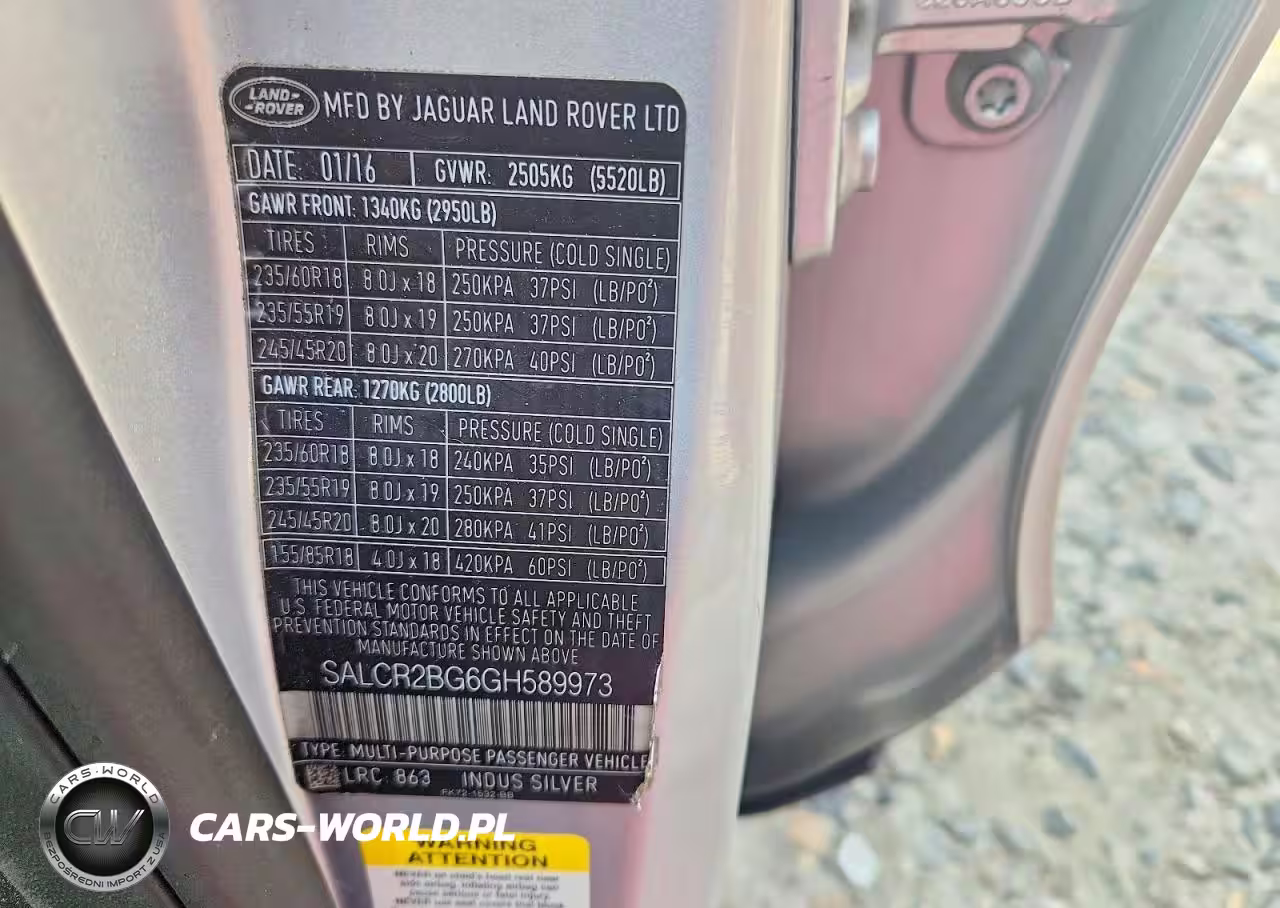 LAND-
-ROVER
MFD BY JAGUAR LAND ROVER LTD
DATE: 01/16 GVWR: 2505KG (5520LB)
GAWR FRONT: 1340KG (2950LB)
TIRES RIMS PRESSURE (COLD SINGLE)
235/60R18 8.0J x 18 250KPA 37PSI (LB/PO²)
235/55R19 8.0J x 19 250KPA 37PSI (LB/PO²)
245/45R20 8.0J x 20 270KPA 40PSI (LB/PO²)
GAWR REAR: 1270KG (2800LB)
TIRES RIMS PRESSURE (COLD SINGLE)
235/60R18 8.0J x 18 240KPA 35PSI (LB/PO²)
235/55R19 8.0J x 19 250KPA 37PSI (LB/PO²)
245/45R20 8.0J x 20 280KPA 41PSI (LB/PO²)
155/85R18 4.0J x 18 420KPA 60PSI (LB/PO²)
THIS VEHICLE CONFORMS TO ALL APPLICABLE
U.S. FEDERAL MOTOR VEHICLE SAFETY AND THEFT
PREVENTION STANDARDS IN EFFECT ON THE DATE OF
MANUFACTURE SHOWN ABOVE
SALCR2BG6GH589973
TYPE: MULTI-PURPOSE PASSENGER VEHICLE
LRC 863 INDUS SILVER
CARS-WORLD
CW
BEZPOŚREDNI IMPORT Z USA
CARS-WORLD.PL
WARNING
ATTENTION